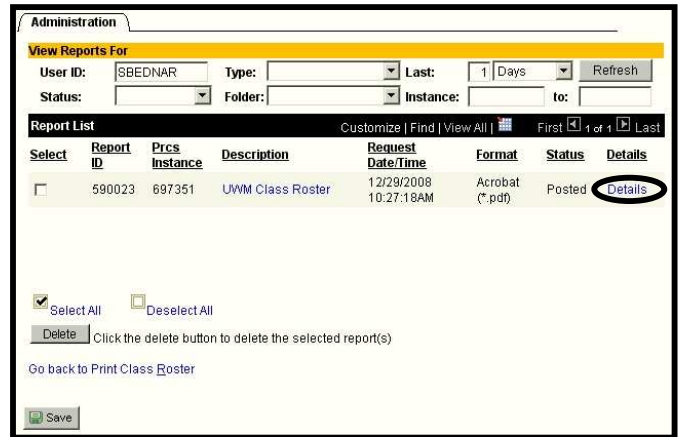 Administration
View Reports For
User ID: SBEDNAR Type: Last: 1 Days Refresh
Status: Folder: Instance: to:
Report List Customize | Find | View All | First 1 of 1 Last
Select Report ID Prcs Instance Description Request Date/Time Format Status Details
590023 697351 UWM Class Roster 12/29/2008 10:27:18AM Acrobat (*.pdf) Posted Details
Select All Deselect All
Delete Click the delete button to delete the selected report(s)
Go back to Print Class Roster
Save